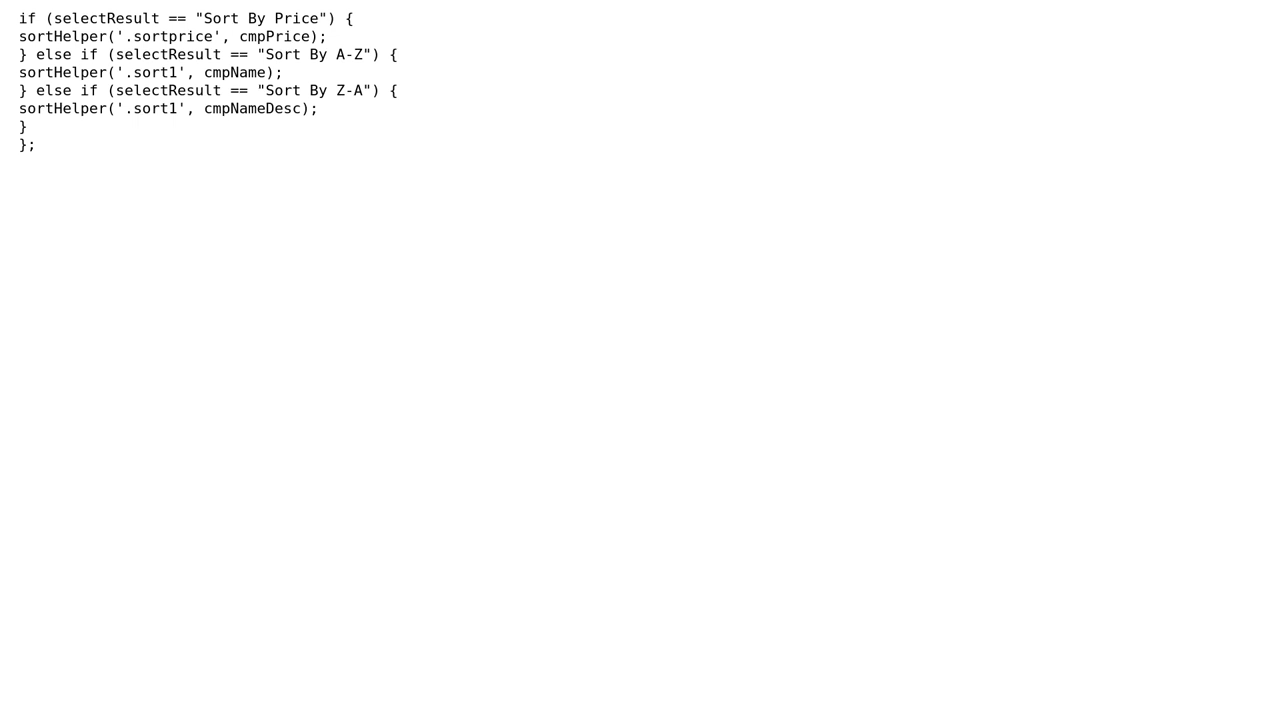 if (selectResult == "Sort By Price") {
sortHelper('.sortprice', cmpPrice);
} else if (selectResult == "Sort By A-Z") {
sortHelper('.sort1', cmpName);
} else if (selectResult == "Sort By Z-A") {
sortHelper('.sort1', cmpNameDesc);
}
};